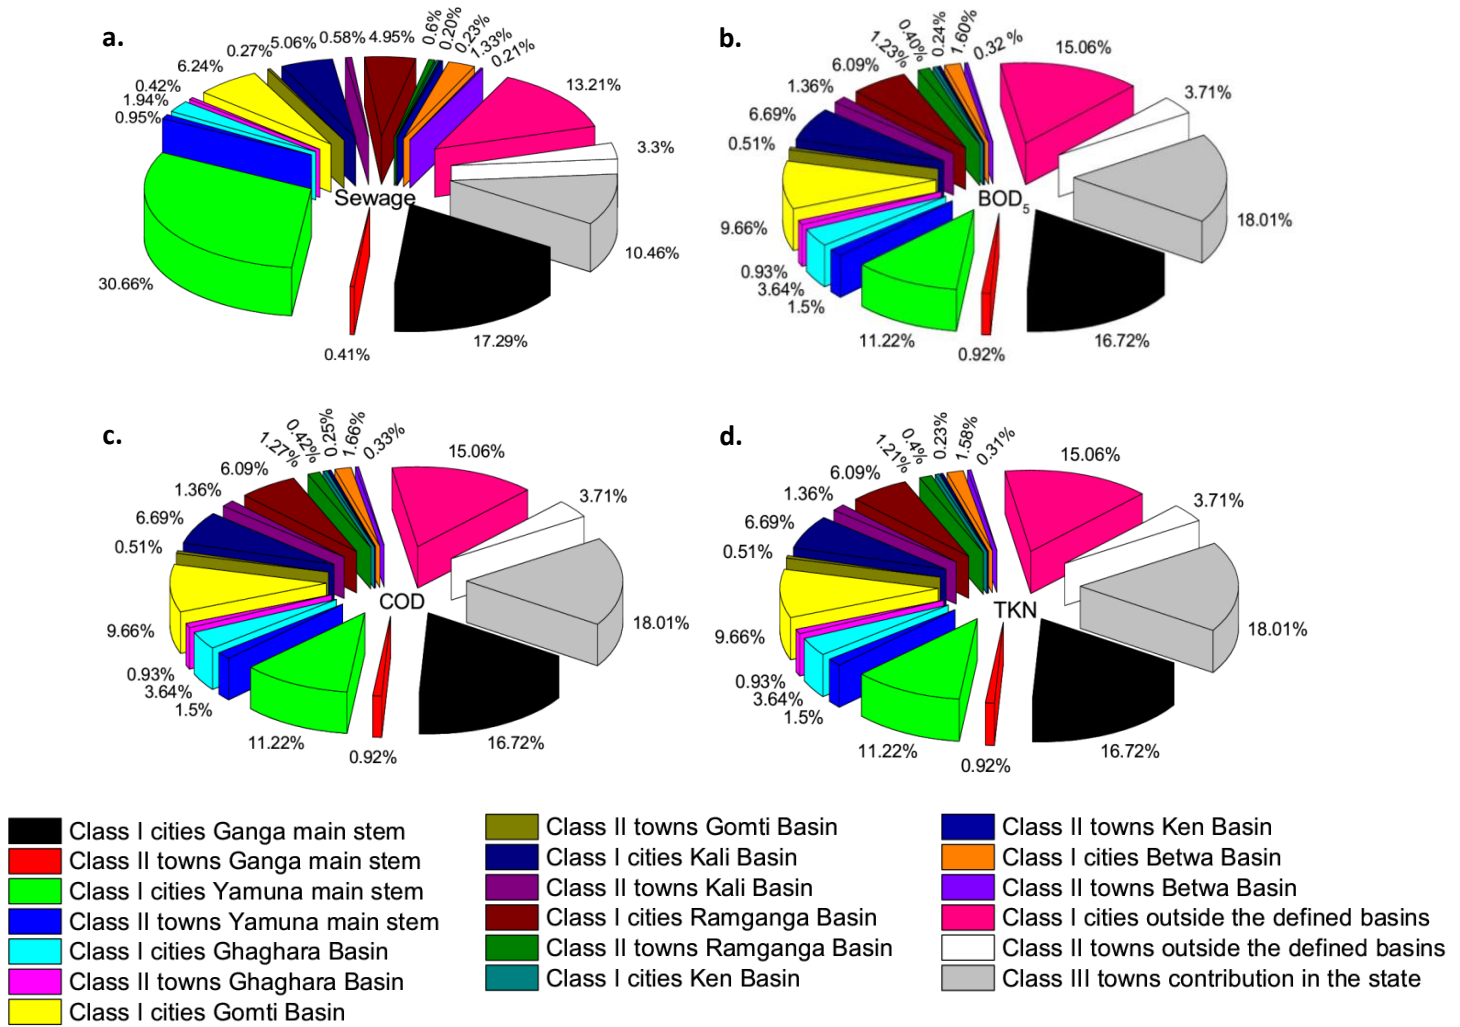 a.
0.27%
5.06%
0.58%
4.95%
0.6%
0.20%
0.23%
1.33%
0.21%
6.24%
0.42%
1.94%
0.95%
13.21%
3.3%
Sewage
10.46%
30.66%
0.41%
17.29%
b.
1.23%
0.40%
0.24%
1.60%
0.32 %
15.06%
6.09%
1.36%
6.69%
0.51%
3.71%
BOD5
18.01%
9.66%
0.93%
3.64%
1.5%
11.22%
0.92%
16.72%
c.
1.27%
0.42%
0.25%
1.66%
0.33%
15.06%
6.09%
1.36%
6.69%
0.51%
3.71%
COD
18.01%
9.66%
0.93%
3.64%
1.5%
11.22%
0.92%
16.72%
d.
1.21%
0.4%
0.23%
1.58%
0.31%
15.06%
6.09%
1.36%
6.69%
0.51%
3.71%
TKN
18.01%
9.66%
0.93%
3.64%
1.5%
11.22%
0.92%
16.72%
Class I cities Ganga main stem
Class II towns Ganga main stem
Class I cities Yamuna main stem
Class II towns Yamuna main stem
Class I cities Ghaghara Basin
Class II towns Ghaghara Basin
Class I cities Gomti Basin
Class II towns Gomti Basin
Class I cities Kali Basin
Class II towns Kali Basin
Class I cities Ramganga Basin
Class II towns Ramganga Basin
Class I cities Ken Basin
Class II towns Ken Basin
Class I cities Betwa Basin
Class II towns Betwa Basin
Class I cities outside the defined basins
Class II towns outside the defined basins
Class III towns contribution in the state